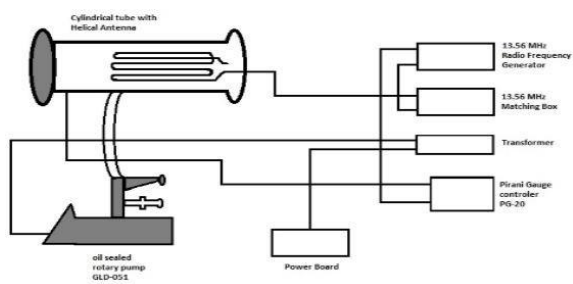 Cylindrical tube with
Helical Antenna
13.56 MHz
Radio Frequency
Generator
13.56 MHz
Matching Box
Transformer
Pirani Gauge
controler
PG-20
oil sealed
rotary pump
GLD-051
Power Board